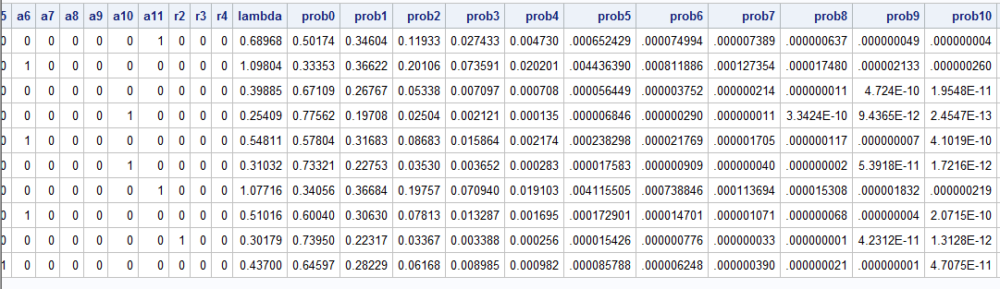 5 a6 a7 a8 a9 a10 a11 r2 r3 r4 lambda prob0 prob1 prob2 prob3 prob4 prob5 prob6 prob7 prob8 prob9 prob10
0 0 0 0 0 0 1 0 0 0 0.68968 0.50174 0.34604 0.11933 0.027433 0.004730 .000652429 .000074994 .000007389 .000000637 .000000049 .000000004
0 1 0 0 0 0 0 0 0 0 1.09804 0.33353 0.36622 0.20106 0.073591 0.020201 .004436390 .000811886 .000127354 .000017480 .000002133 .000000260
0 0 0 0 0 0 0 0 0 0 0.39885 0.67109 0.26767 0.05338 0.007097 0.000708 .000056449 .000003752 .000000214 .000000011 4.724E-10 1.9548E-11
0 0 0 0 0 1 0 0 0 0 0.25409 0.77562 0.19708 0.02504 0.002121 0.000135 .000006846 .000000290 .000000011 3.3424E-10 9.4365E-12 2.4547E-13
0 1 0 0 0 0 0 0 0 0 0.54811 0.57804 0.31683 0.08683 0.015864 0.002174 .000238298 .000021769 .000001705 .000000117 .000000007 4.1019E-10
0 0 0 0 0 1 0 0 0 0 0.31032 0.73321 0.22753 0.03530 0.003652 0.000283 .000017583 .000000909 .000000040 .000000002 5.3918E-11 1.7216E-12
0 0 0 0 0 0 1 0 0 0 1.07716 0.34056 0.36684 0.19757 0.070940 0.019103 .004115505 .000738846 .000113694 .000015308 .000001832 .000000219
0 1 0 0 0 0 0 0 0 0 0.51016 0.60040 0.30630 0.07813 0.013287 0.001695 .000172901 .000014701 .000001071 .000000068 .000000004 2.0715E-10
0 0 0 0 0 0 0 1 0 0 0.30179 0.73950 0.22317 0.03367 0.003388 0.000256 .000015426 .000000776 .000000033 .000000001 4.2312E-11 1.3128E-12
1 0 0 0 0 0 0 0 0 0 0.43700 0.64597 0.28229 0.06168 0.008985 0.000982 .000085788 .000006248 .000000390 .000000021 .000000001 4.7075E-11